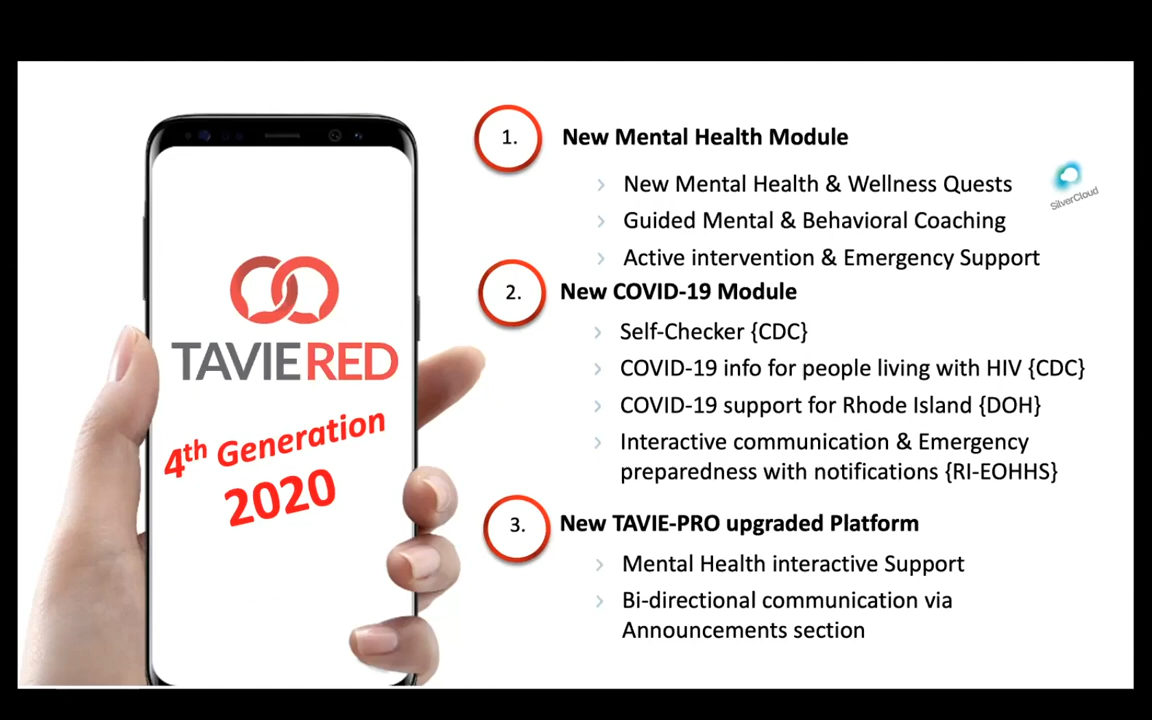 TAVIE RED
4th Generation
2020
1.
New Mental Health Module
New Mental Health & Wellness Quests
Guided Mental & Behavioral Coaching
Active intervention & Emergency Support
SilverCloud
2.
New COVID-19 Module
Self-Checker {CDC}
COVID-19 info for people living with HIV {CDC}
COVID-19 support for Rhode Island {DOH}
Interactive communication & Emergency
preparedness with notifications {RI-EOHHS}
3.
New TAVIE-PRO upgraded Platform
Mental Health interactive Support
Bi-directional communication via
Announcements section